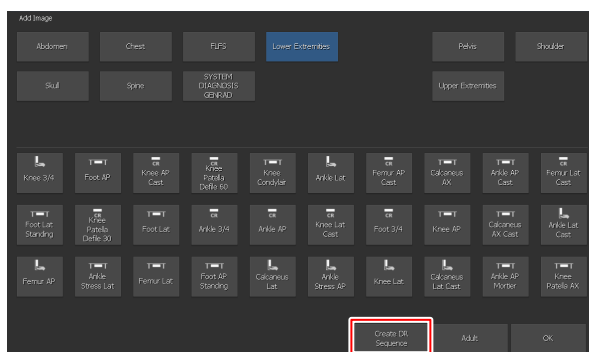 Add Image
Abdomen
Chest
FLFS
Lower Extremities
Pelvis
Shoulder
Skull
Spine
SYSTEM
DIAGNOSIS
GENRAD
Upper Extremities
Knee 3/4
Foot AP
CR
Knee AP
Cast
CR
Knee
Patella
Defile 60
Knee
Condylair
Ankle Lat
CR
Femur AP
Cast
Calcaneus
AX
Ankle AP
Cast
CR
Femur Lat
Cast
Foot Lat
Standing
CR
Knee
Patella
Defile 30
Foot Lat
CR
Ankle 3/4
CR
Ankle AP
CR
Knee Lat
Cast
CR
Foot 3/4
Knee AP
Calcaneus
AX Cast
Ankle Lat
Cast
Femur AP
Ankle
Stress Lat
Femur Lat
Foot AP
Standing
Calcaneus
Lat
Ankle
Stress AP
Knee Lat
Calcaneus
Lat Cast
Ankle AP
Mortier
Knee
Patella AX
Create DR
Sequence
Adult
OK